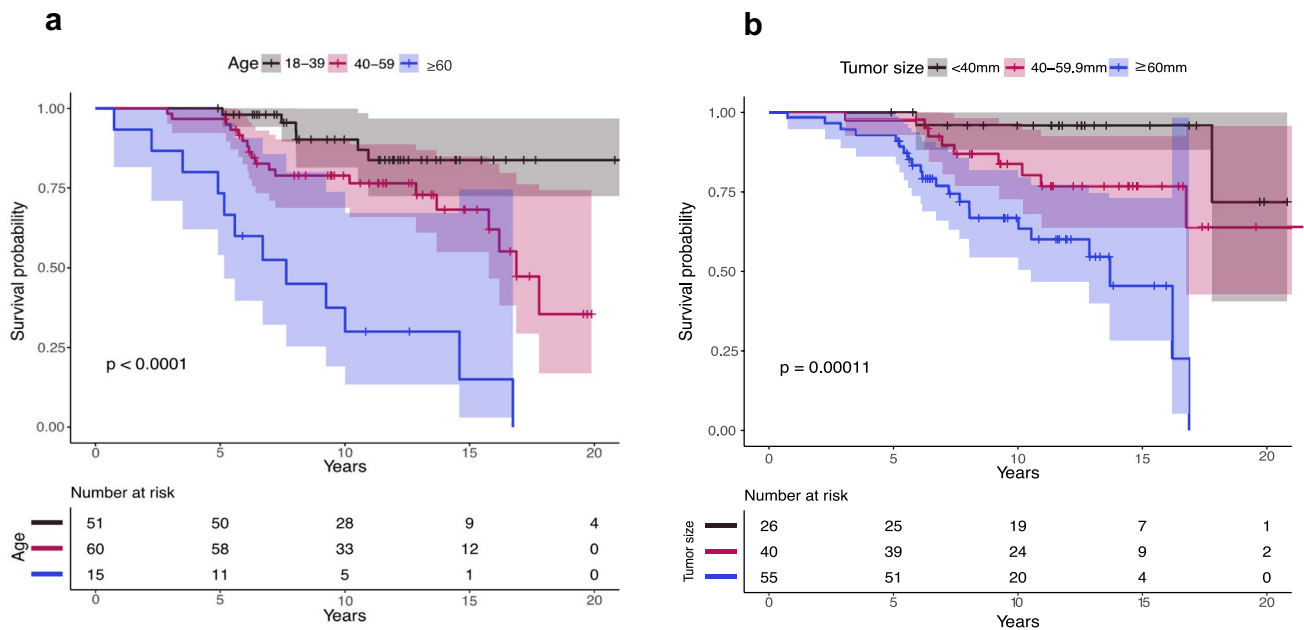 a
Age 18–39 40–59 ≥60
Survival probability
1.00
0.75
0.50
0.25
0.00
p < 0.0001
0 5 10 15 20
Years
Number at risk
Age
51 50 28 9 4
60 58 33 12 0
15 11 5 1 0
0 5 10 15 20
Years
b
Tumor size <40mm 40–59.9mm ≥60mm
Survival probability
1.00
0.75
0.50
0.25
0.00
p = 0.00011
0 5 10 15 20
Years
Number at risk
Tumor size
26 25 19 7 1
40 39 24 9 2
55 51 20 4 0
0 5 10 15 20
Years